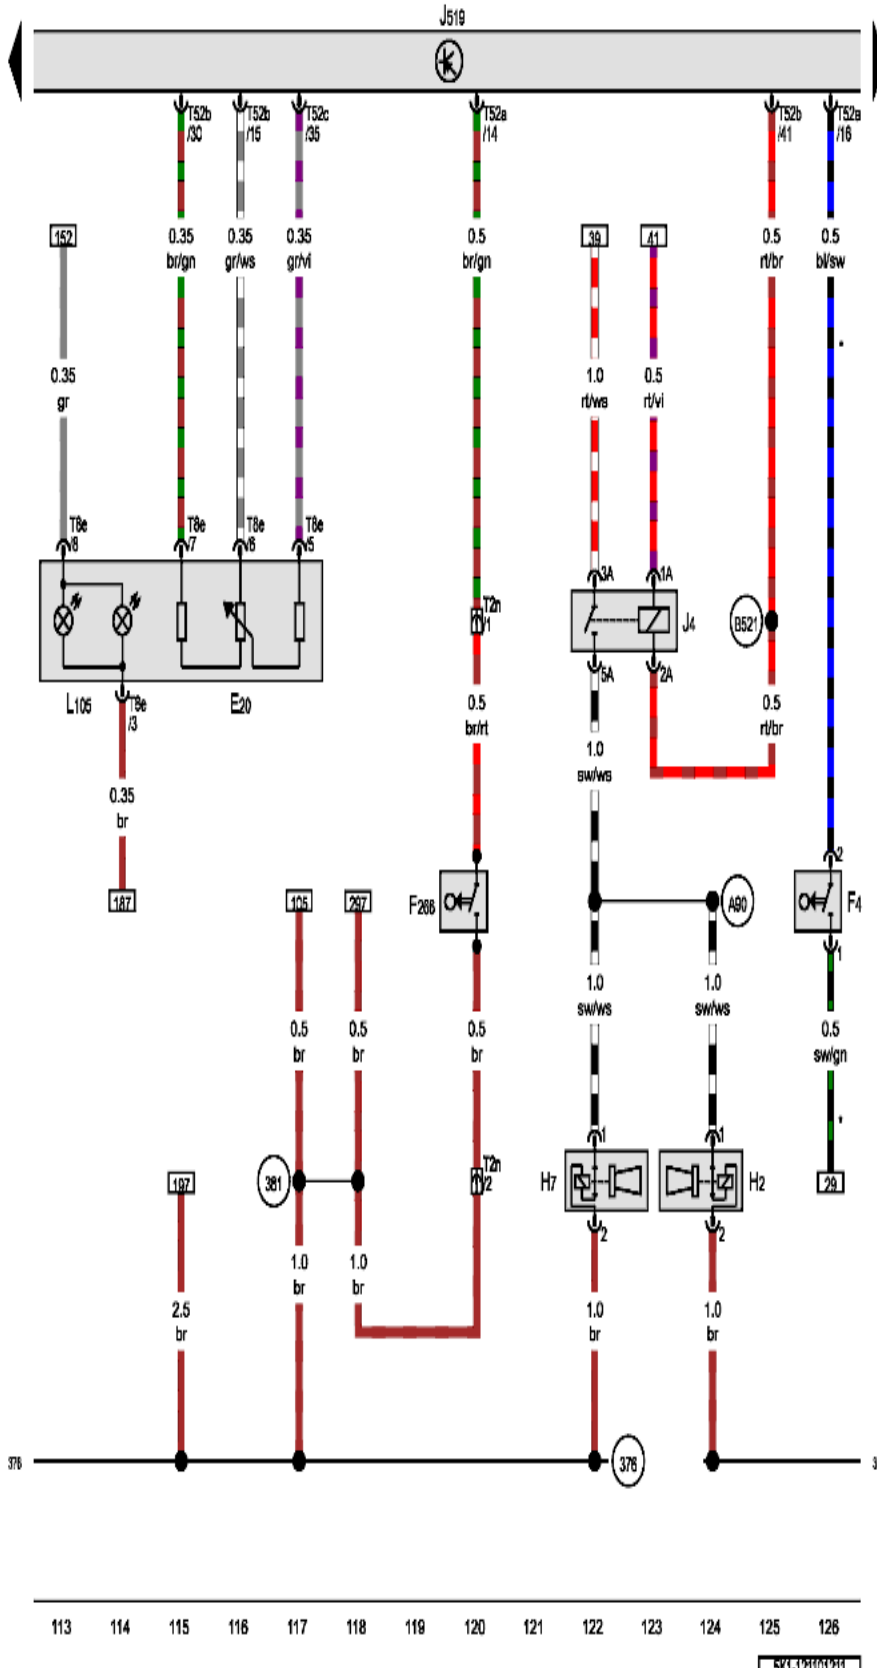 J519
T52b
/30
T52b
/15
T52c
/35
T52a
/14
T52b
/41
T52a
/16
152
39
41
0.35
br/gn
0.35
gr/ws
0.35
gr/vi
0.5
br/gn
0.5
rt/br
0.5
bl/sw
*
0.35
gr
1.0
rt/ws
0.5
rt/vi
T8e
/8
T8e
/7
T8e
/6
T8e
/5
3A
1A
T2n
/1
J4
B521
5A
2A
L105
T8e
/3
E20
0.5
br/rt
0.5
rt/br
1.0
sw/ws
0.35
br
2
187
105
297
F266
A90
F4
1
1.0
sw/ws
1.0
sw/ws
0.5
br
0.5
br
0.5
br
0.5
sw/gn
*
1
1
197
381
T2n
/2
H7
H2
29
2
2
1.0
br
1.0
br
2.5
br
1.0
br
1.0
br
376
376
3
113 114 115 116 117 118 119 120 121 122 123 124 125 126